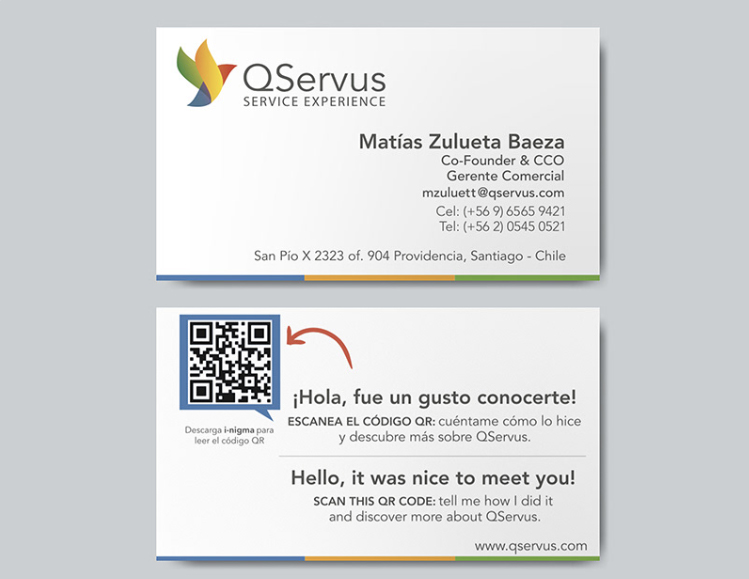 QServus
SERVICE EXPERIENCE
Matías Zulueta Baeza
Co-Founder & CCO
Gerente Comercial
mzuluett@qservus.com
Cel: (+56 9) 6565 9421
Tel: (+56 2) 0545 0521
San Pío X 2323 of. 904 Providencia, Santiago - Chile
Descarga i-nigma para
leer el código QR
¡Hola, fue un gusto conocerte!
ESCANEA EL CÓDIGO QR: cuéntame cómo lo hice
y descubre más sobre QServus.
Hello, it was nice to meet you!
SCAN THIS QR CODE: tell me how I did it
and discover more about QServus.
www.qservus.com